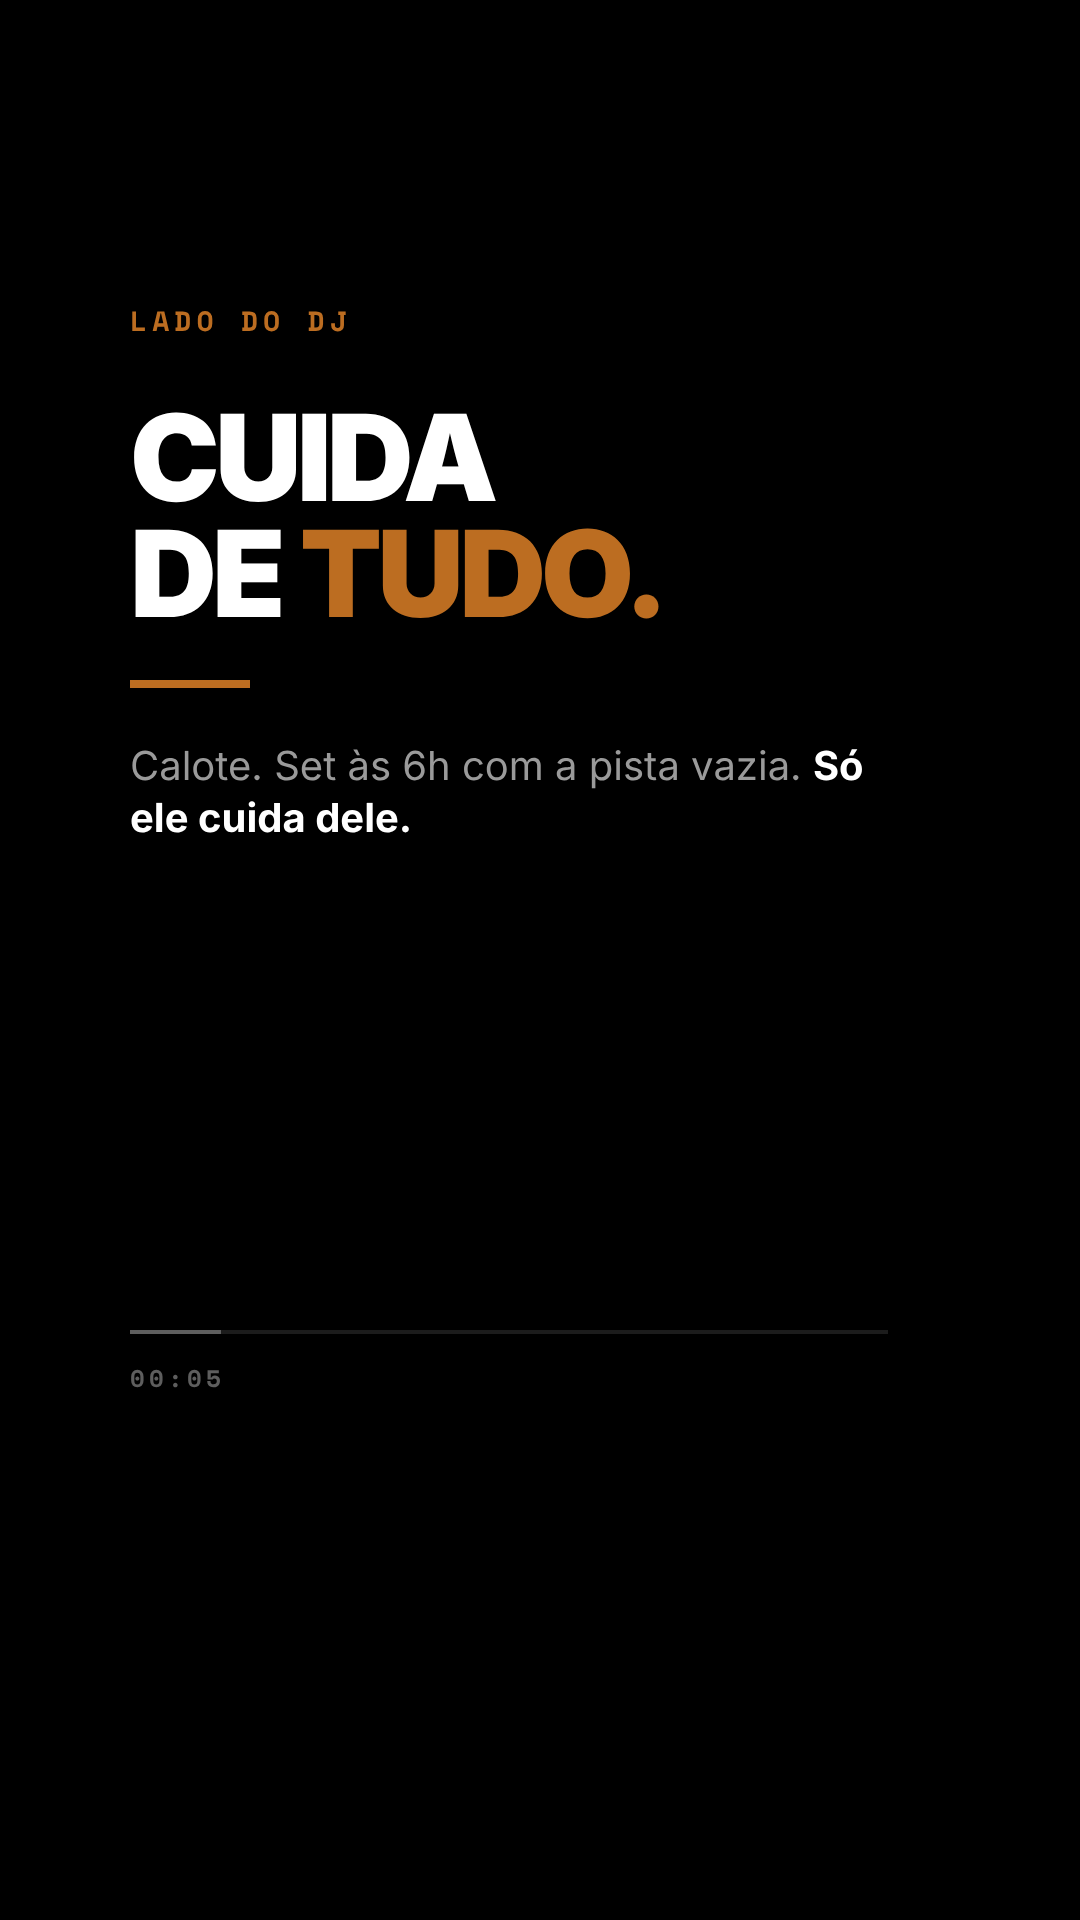 LADO DO DJ
CUIDA
DE TUDO.
Calote. Set às 6h com a pista vazia. Só
ele cuida dele.
00:05